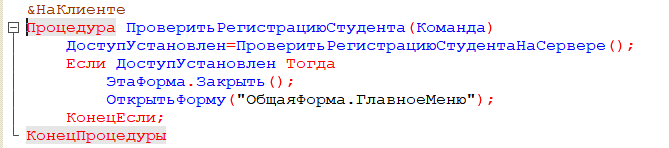 &НаКлиенте
Процедура ПроверитьРегистрациюСтудента(Команда)
ДоступУстановлен=ПроверитьРегистрациюСтудентаНаСервере();
Если ДоступУстановлен Тогда
ЭтаФорма.Закрыть();
ОткрытьФорму("ОбщаяФорма.ГлавноеМеню");
КонецЕсли;
КонецПроцедуры